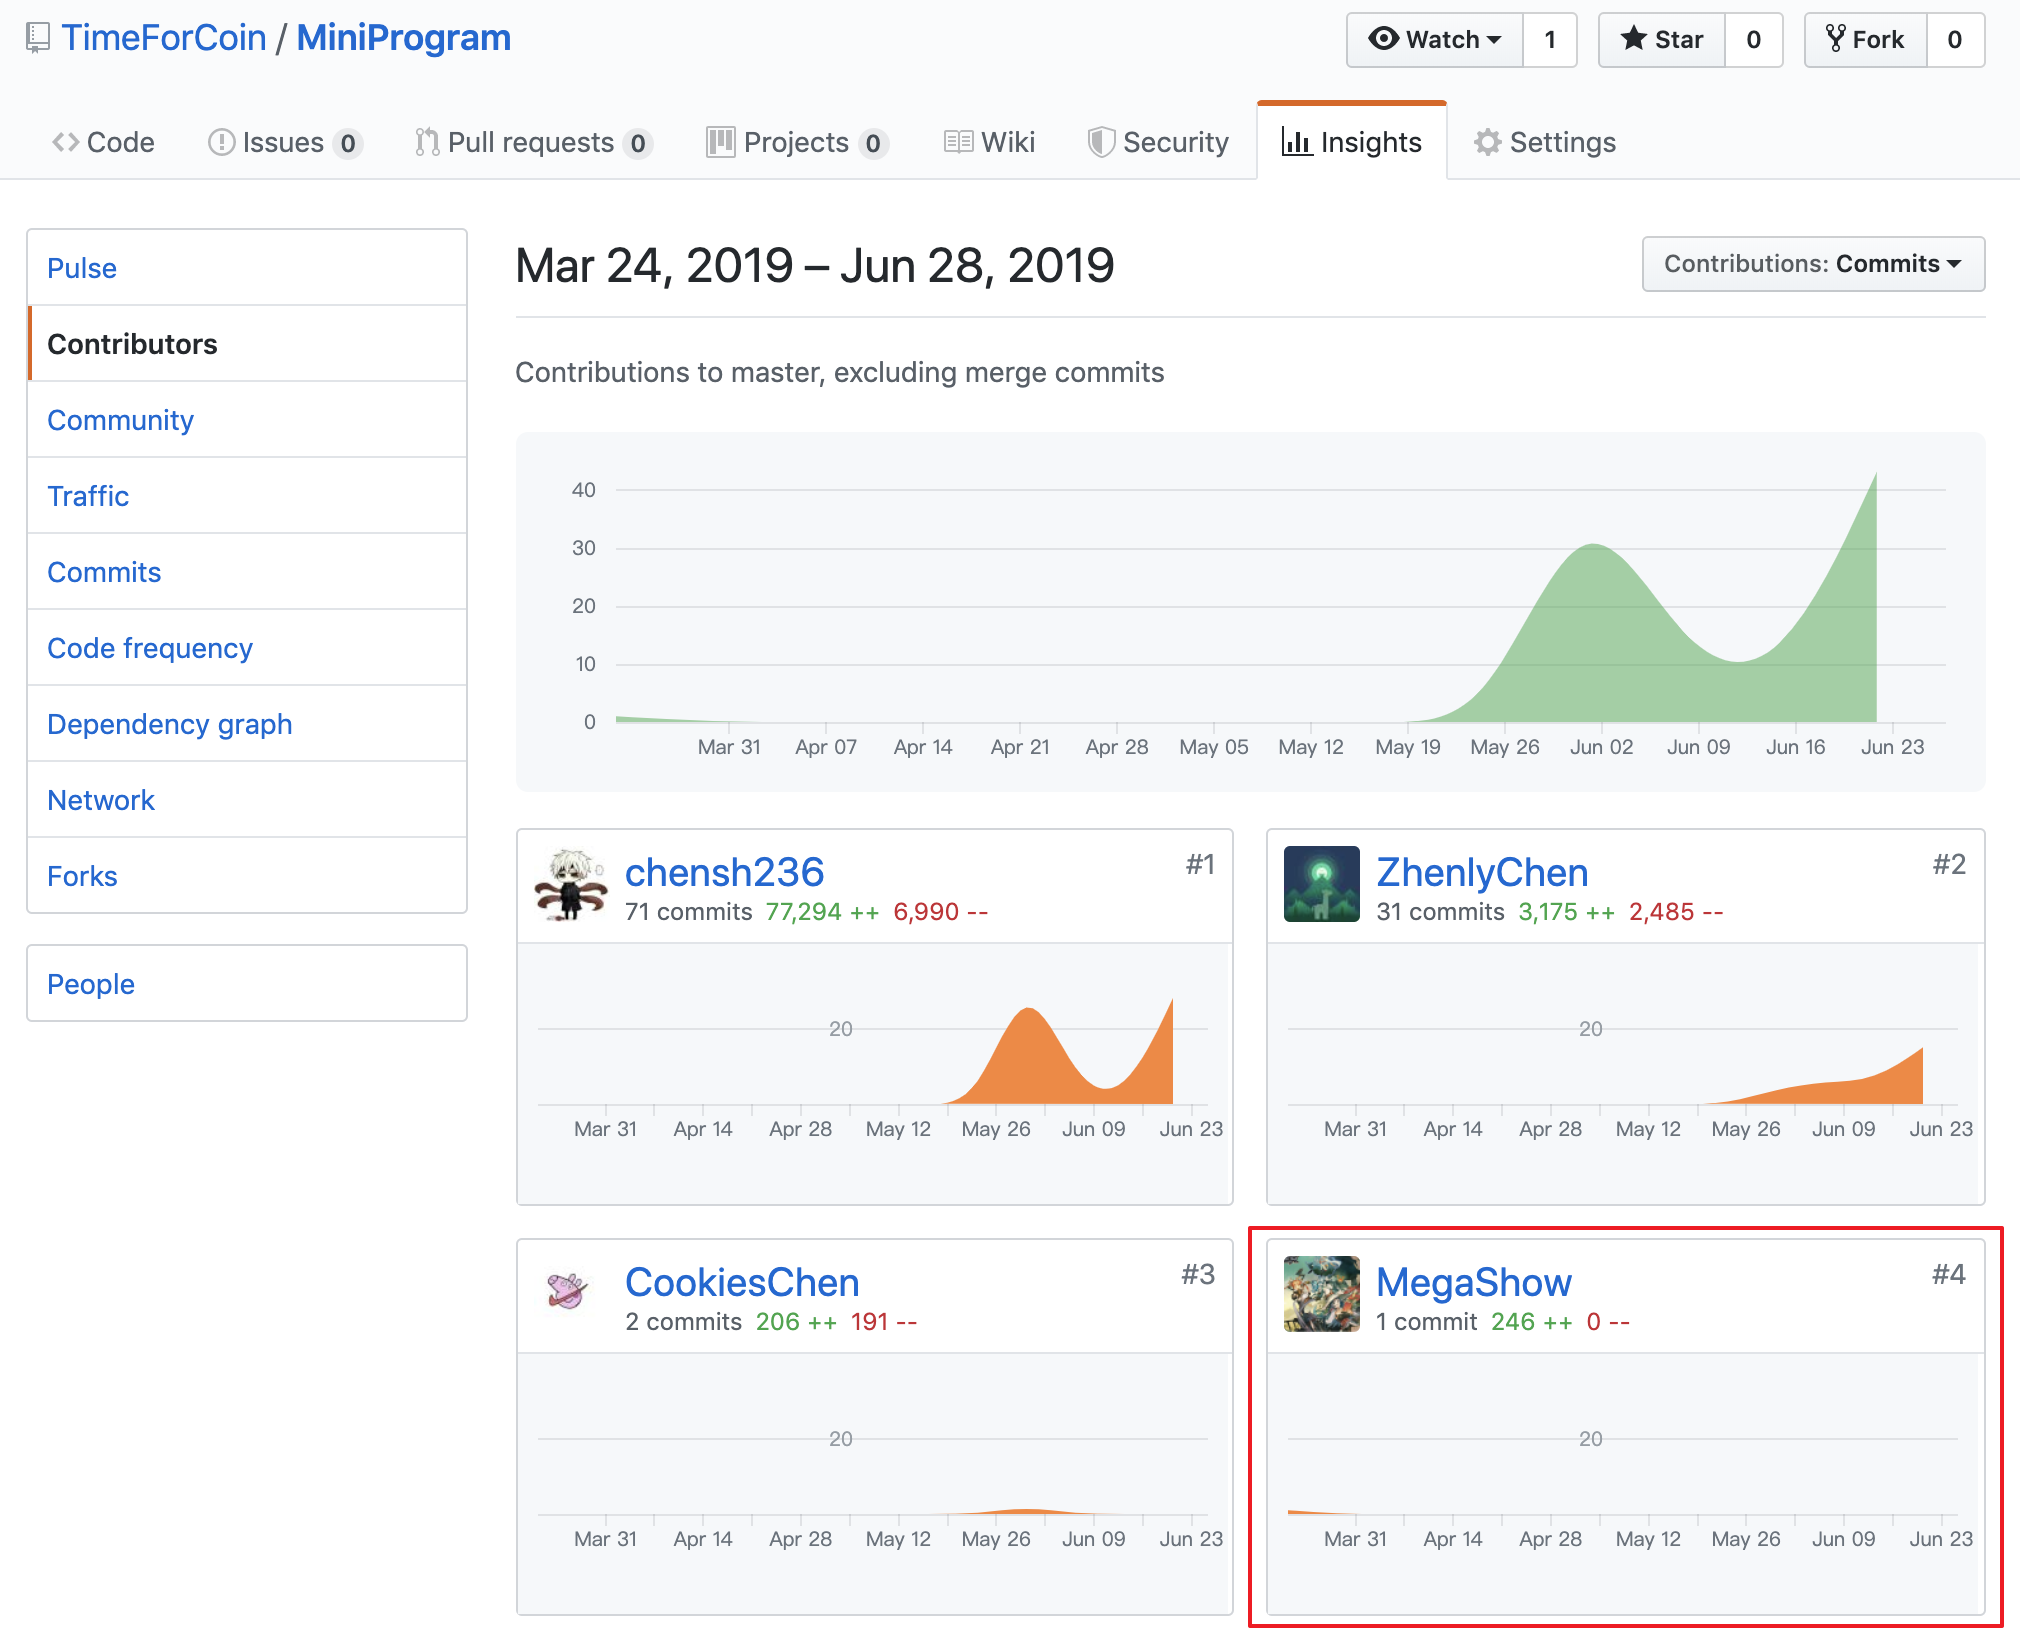 TimeForCoin / MiniProgram
Watch 1 Star 0 Fork 0
Code Issues 0 Pull requests 0 Projects 0 Wiki Security Insights Settings
Pulse
Contributors
Community
Traffic
Commits
Code frequency
Dependency graph
Network
Forks
People
Mar 24, 2019 – Jun 28, 2019
Contributions: Commits
Contributions to master, excluding merge commits
40
30
20
10
0
Mar 31 Apr 07 Apr 14 Apr 21 Apr 28 May 05 May 12 May 19 May 26 Jun 02 Jun 09 Jun 16 Jun 23
chensh236 #1
71 commits 77,294 ++ 6,990 --
20
Mar 31 Apr 14 Apr 28 May 12 May 26 Jun 09 Jun 23
ZhenlyChen #2
31 commits 3,175 ++ 2,485 --
20
Mar 31 Apr 14 Apr 28 May 12 May 26 Jun 09 Jun 23
CookiesChen #3
2 commits 206 ++ 191 --
20
Mar 31 Apr 14 Apr 28 May 12 May 26 Jun 09 Jun 23
MegaShow #4
1 commit 246 ++ 0 --
20
Mar 31 Apr 14 Apr 28 May 12 May 26 Jun 09 Jun 23